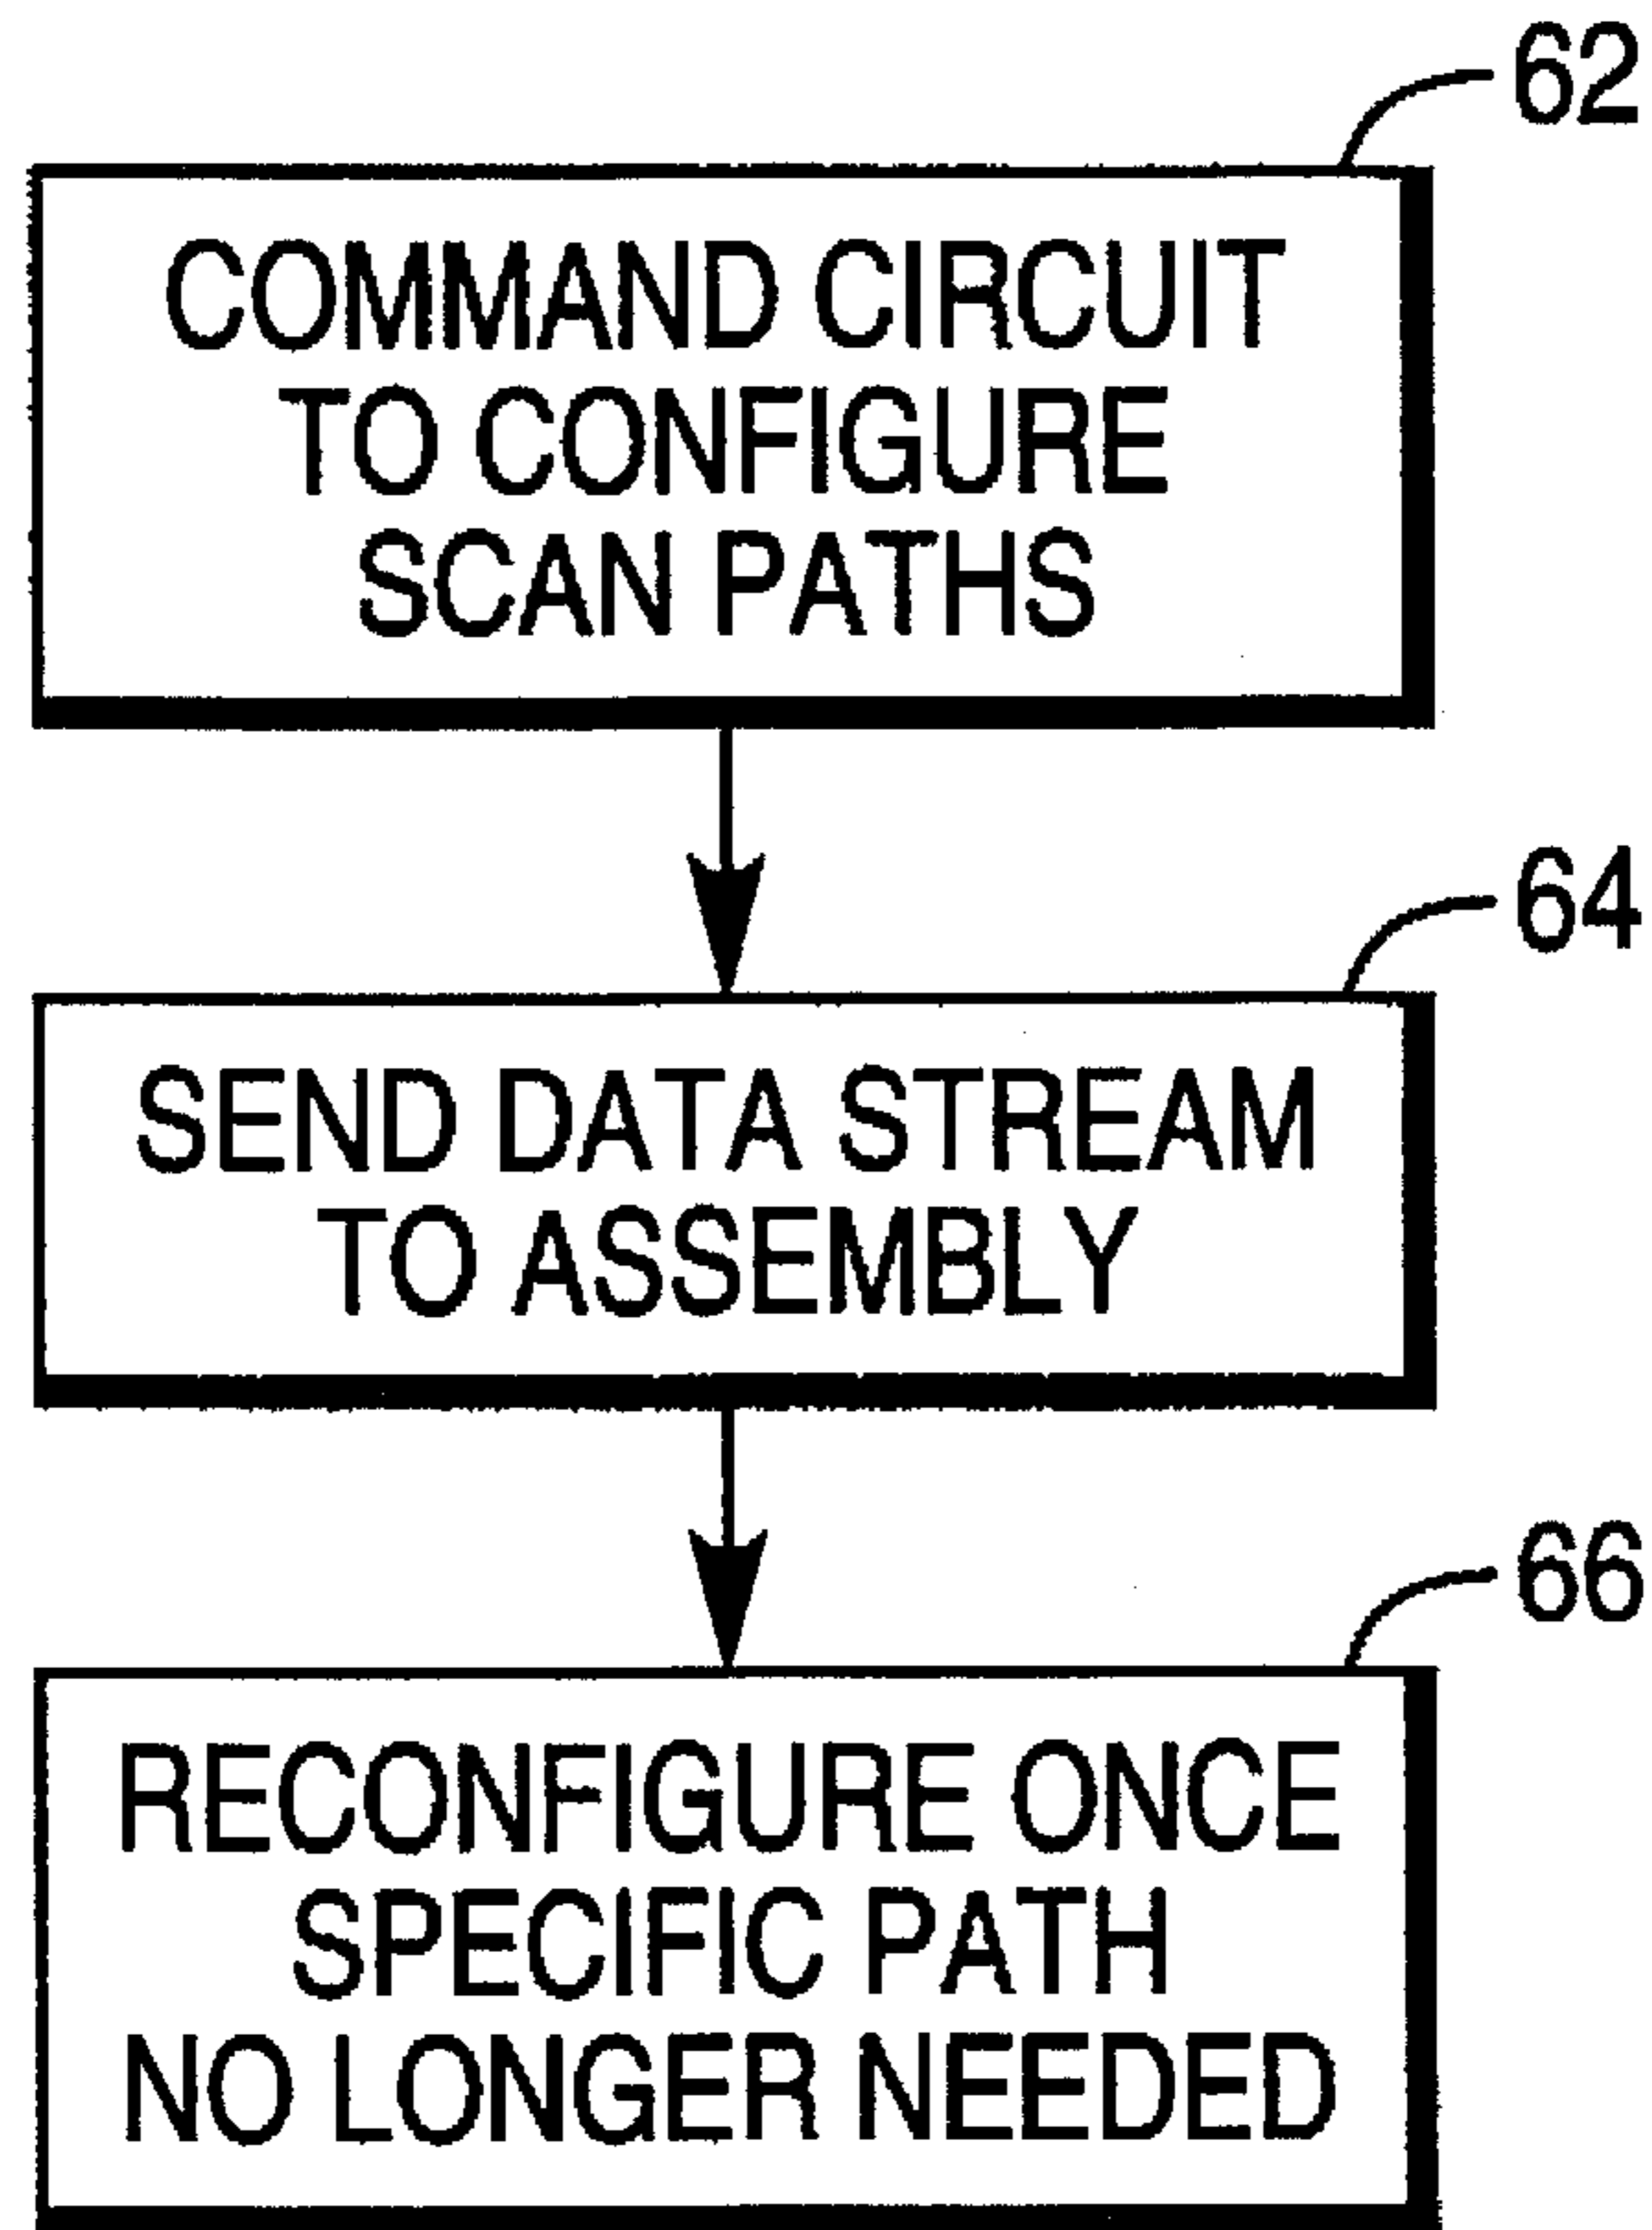 62
COMMAND CIRCUIT
TO CONFIGURE
SCAN PATHS
64
SEND DATA STREAM
TO ASSEMBLY
66
RECONFIGURE ONCE
SPECIFIC PATH
NO LONGER NEEDED